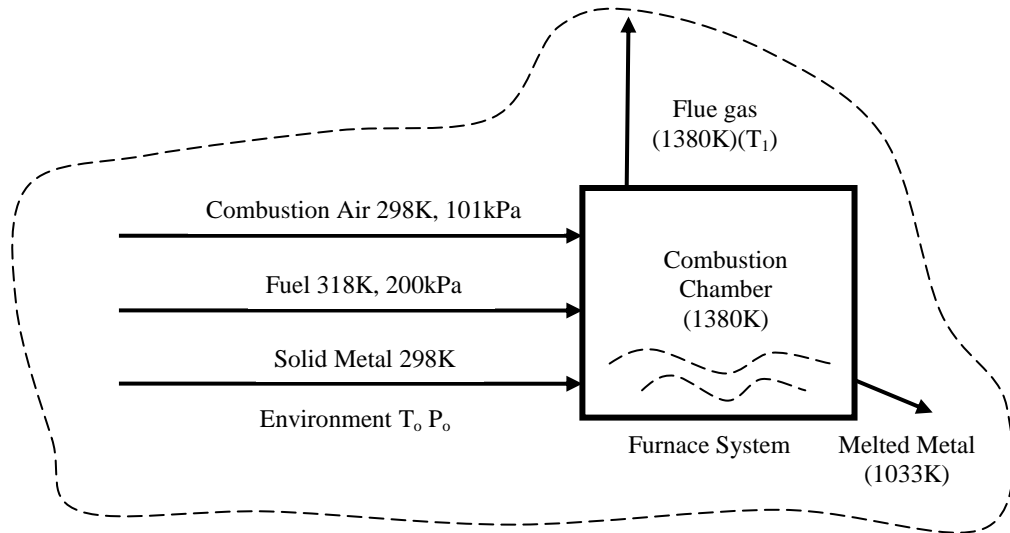 Flue gas
(1380K)(T₁)
Combustion Air 298K, 101kPa
Fuel 318K, 200kPa
Solid Metal 298K
Environment Tₒ Pₒ
Combustion
Chamber
(1380K)
Furnace System
Melted Metal
(1033K)